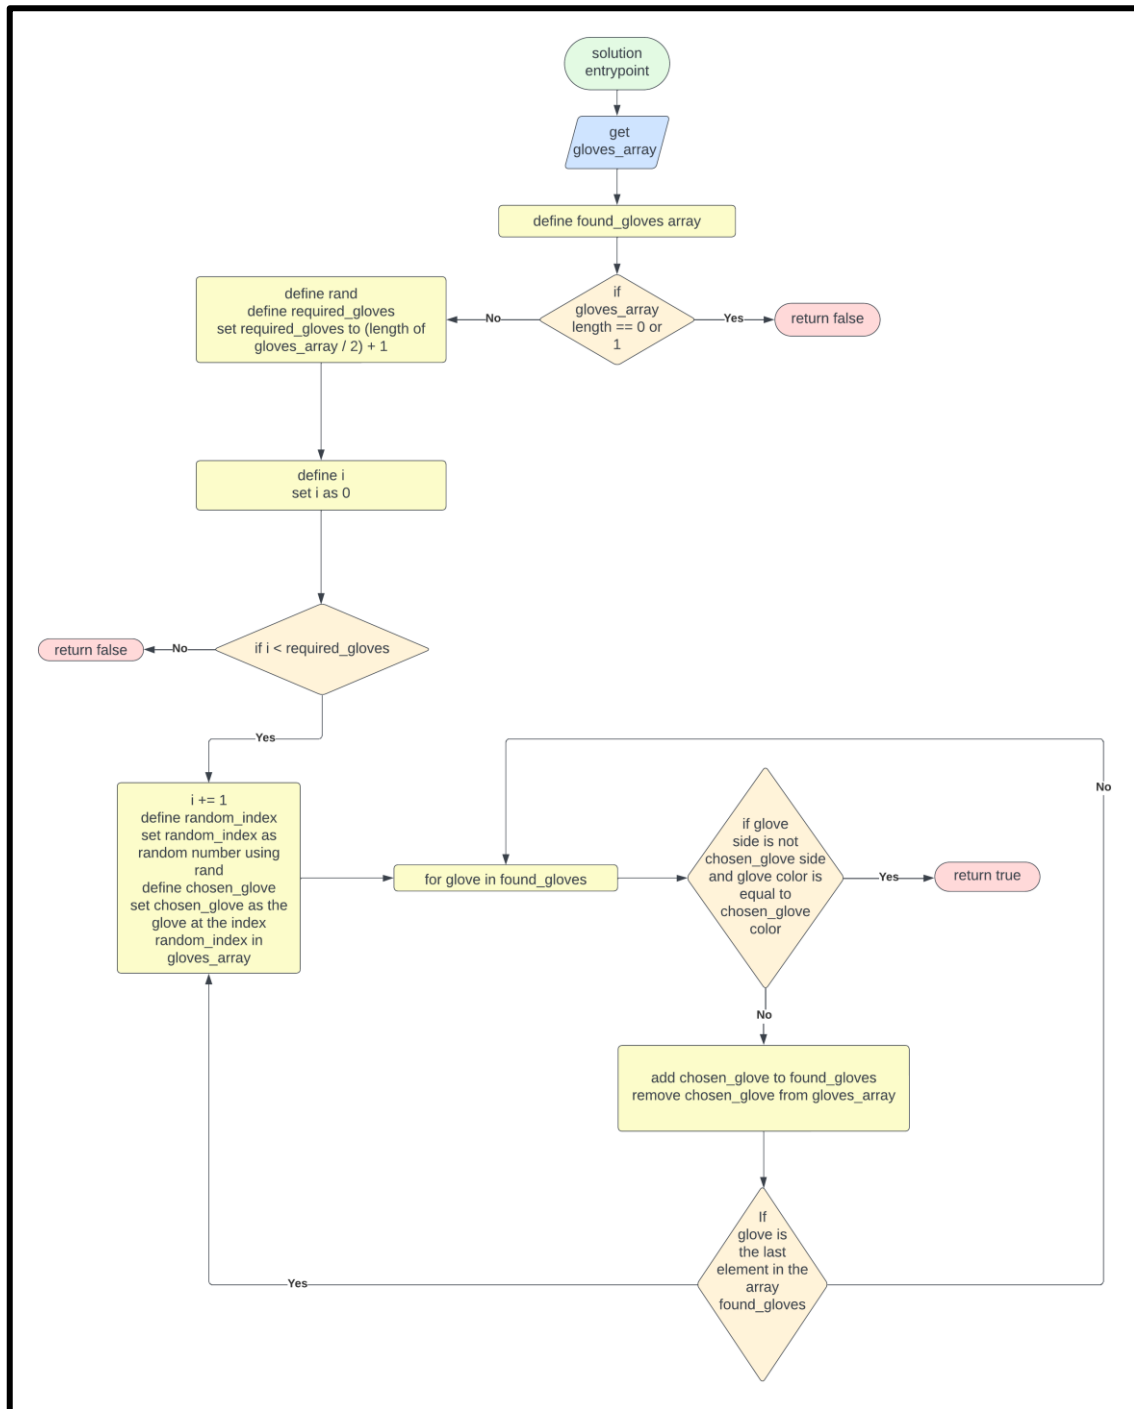 solution
entrypoint
get
gloves_array
define found_gloves array
if
gloves_array
length == 0 or
1
No
Yes
return false
define rand
define required_gloves
set required_gloves to (length of
gloves_array / 2) + 1
define i
set i as 0
if i < required_gloves
No
return false
Yes
i += 1
define random_index
set random_index as
random number using
rand
define chosen_glove
set chosen_glove as the
glove at the index
random_index in
gloves_array
for glove in found_gloves
if glove
side is not
chosen_glove side
and glove color is
equal to
chosen_glove
color
Yes
return true
No
No
add chosen_glove to found_gloves
remove chosen_glove from gloves_array
If
glove is
the last
element in the
array
found_gloves
Yes